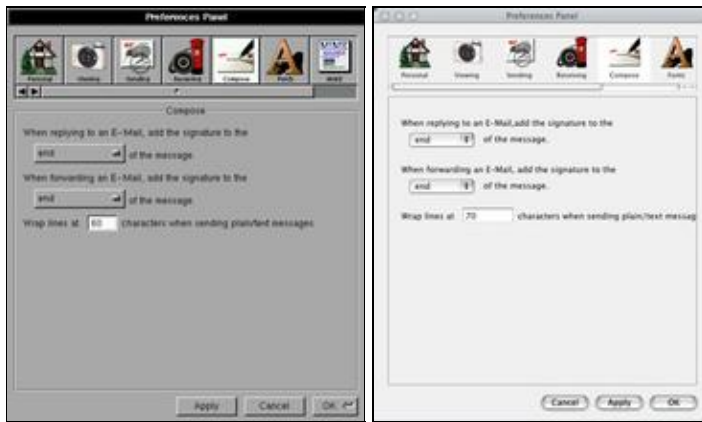 Preferences Panel
Personal Viewing Sending Receiving Compose Fonts
Compose
When replying to an E-Mail, add the signature to the
end of the message.
When forwarding an E-Mail, add the signature to the
end of the message.
Wrap lines at 60 characters when sending plain/text messages
Apply Cancel OK
Preferences Panel
Personal Viewing Sending Receiving Compose Fonts
When replying to an E-Mail,add the signature to the
end of the message.
When forwarding an E-Mail, add the signature to the
end of the message.
Wrap lines at 70 characters when sending plain/text messag
Cancel Apply OK